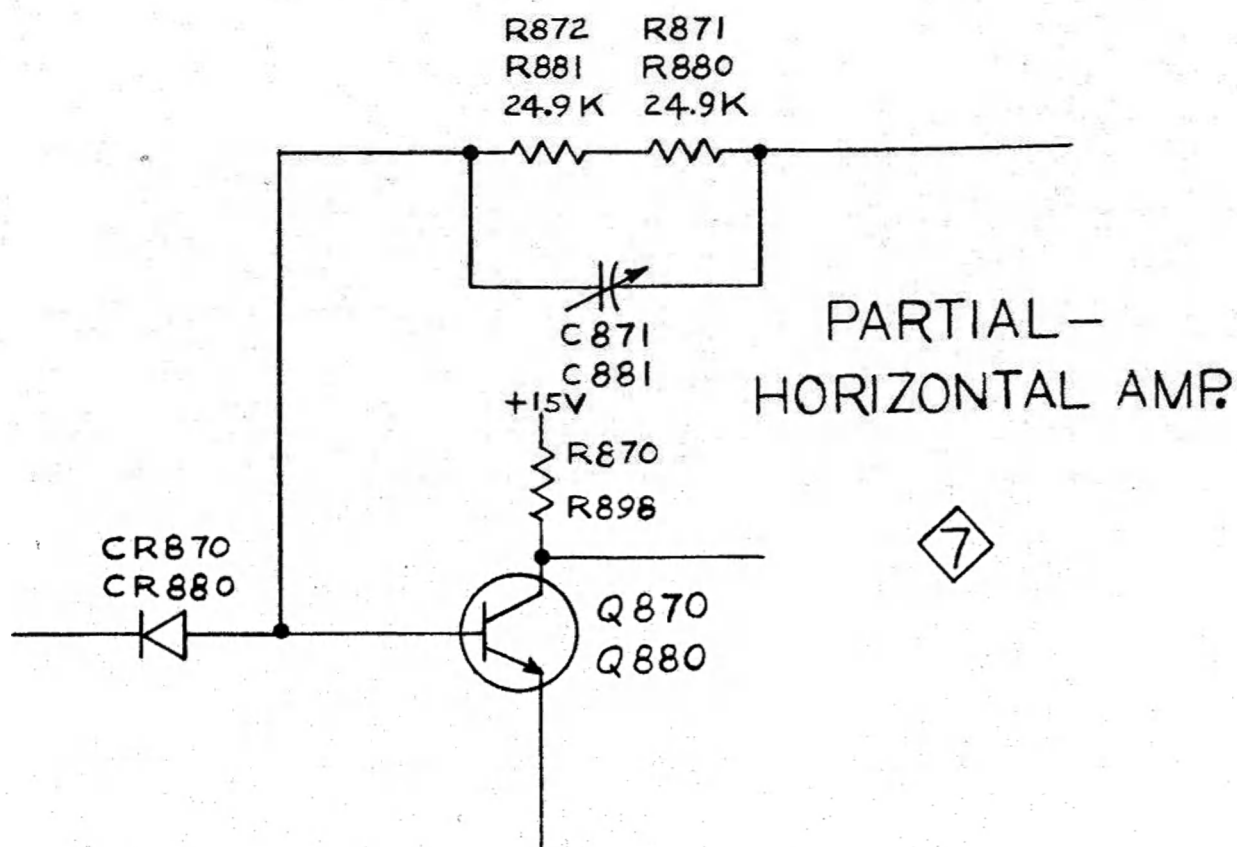 R872 R871
R881 R880
24.9K 24.9K
C871
C881
+15V
PARTIAL-
HORIZONTAL AMP.
R870
R898
7
CR870
CR880
Q870
Q880